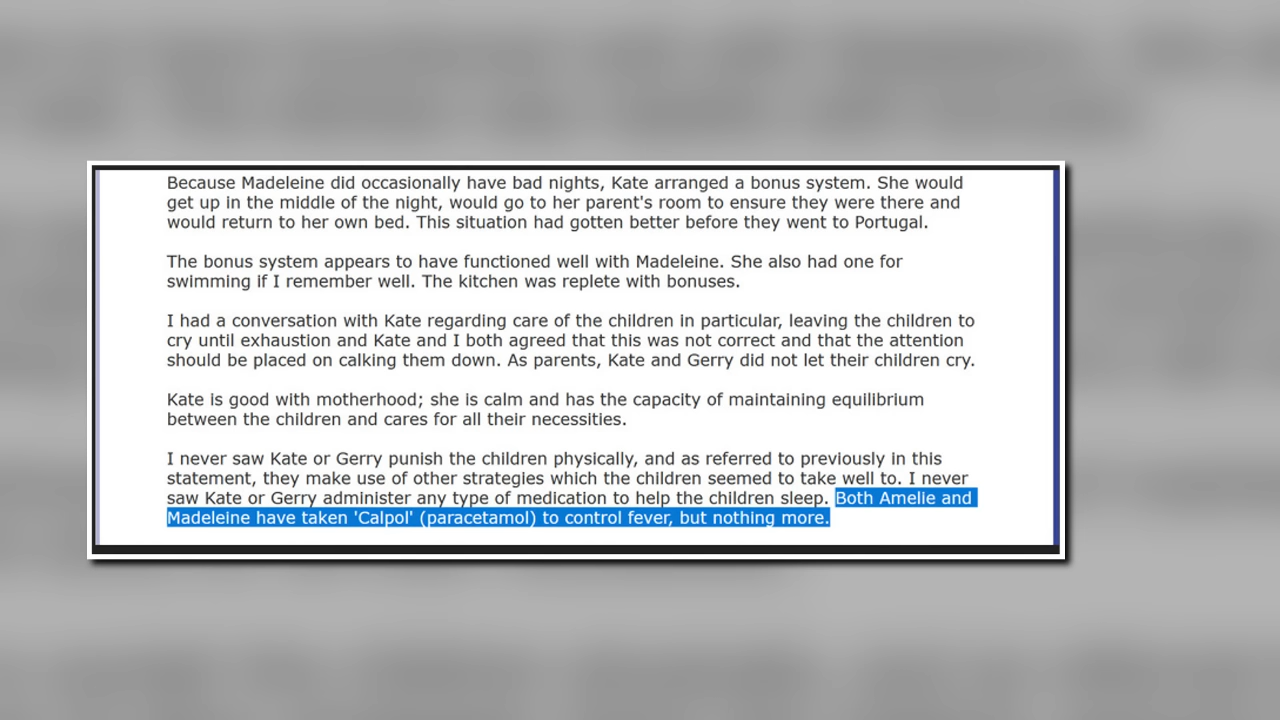 Because Madeleine did occasionally have bad nights, Kate arranged a bonus system. She would
get up in the middle of the night, would go to her parent's room to ensure they were there and
would return to her own bed. This situation had gotten better before they went to Portugal.
The bonus system appears to have functioned well with Madeleine. She also had one for
swimming if I remember well. The kitchen was replete with bonuses.
I had a conversation with Kate regarding care of the children in particular, leaving the children to
cry until exhaustion and Kate and I both agreed that this was not correct and that the attention
should be placed on calking them down. As parents, Kate and Gerry did not let their children cry.
Kate is good with motherhood; she is calm and has the capacity of maintaining equilibrium
between the children and cares for all their necessities.
I never saw Kate or Gerry punish the children physically, and as referred to previously in this
statement, they make use of other strategies which the children seemed to take well to. I never
saw Kate or Gerry administer any type of medication to help the children sleep. Both Amelie and
Madeleine have taken 'Calpol' (paracetamol) to control fever, but nothing more.